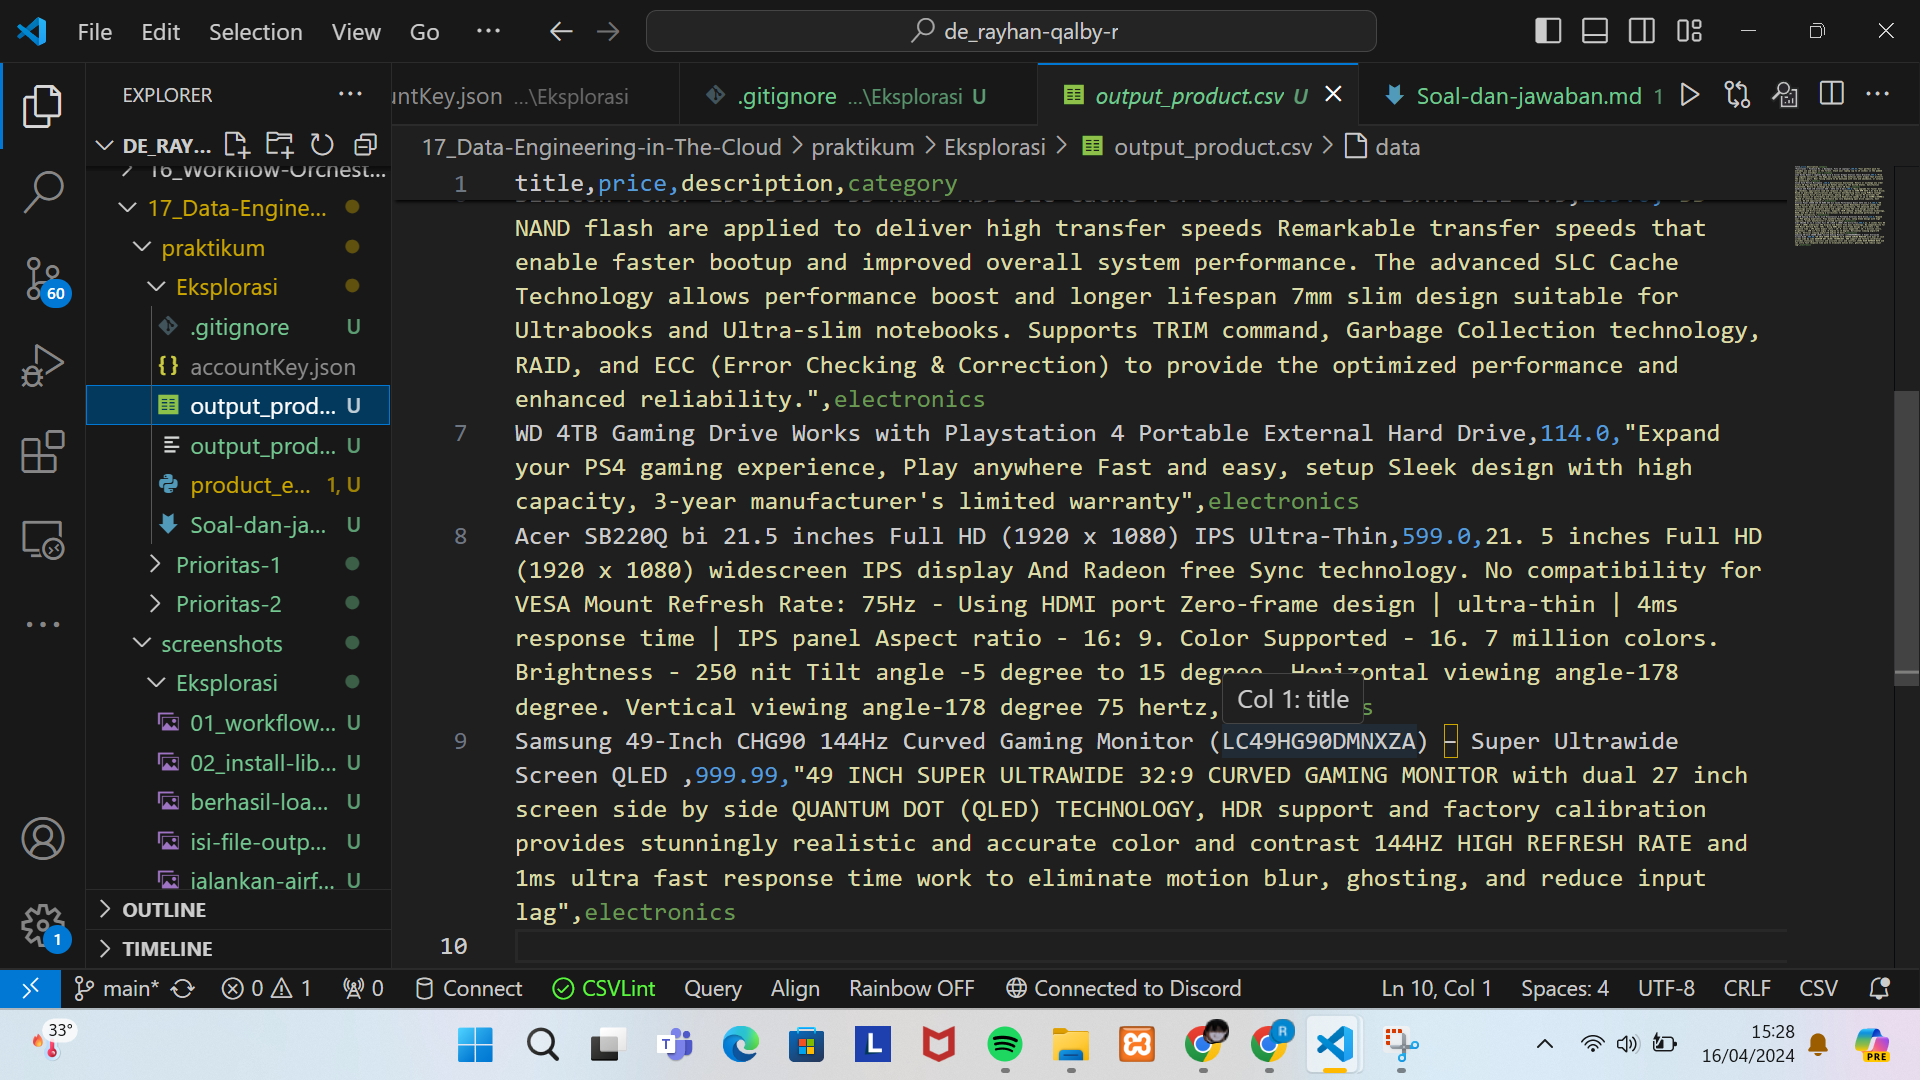 File Edit Selection View Go ···
de_rayhan-qalby-r
EXPLORER
DE_RAY...
16_Workflow-Orchest...
17_Data-Engine...
praktikum
Eksplorasi
.gitignore U
accountKey.json
output_prod... U
output_prod... U
product_e... 1, U
Soal-dan-ja... U
Prioritas-1
Prioritas-2
screenshots
Eksplorasi
01_workflow... U
02_install-lib... U
berhasil-loa... U
isi-file-outp... U
jalankan-airf... U
OUTLINE
TIMELINE
60
1
untKey.json ...\Eksplorasi
.gitignore ...\Eksplorasi U
output_product.csv U
Soal-dan-jawaban.md 1
17_Data-Engineering-in-The-Cloud > praktikum > Eksplorasi > output_product.csv > data
1 title,price,description,category
NAND flash are applied to deliver high transfer speeds Remarkable transfer speeds that
enable faster bootup and improved overall system performance. The advanced SLC Cache
Technology allows performance boost and longer lifespan 7mm slim design suitable for
Ultrabooks and Ultra-slim notebooks. Supports TRIM command, Garbage Collection technology,
RAID, and ECC (Error Checking & Correction) to provide the optimized performance and
enhanced reliability.",electronics
7 WD 4TB Gaming Drive Works with Playstation 4 Portable External Hard Drive,114.0,"Expand
your PS4 gaming experience, Play anywhere Fast and easy, setup Sleek design with high
capacity, 3-year manufacturer's limited warranty",electronics
8 Acer SB220Q bi 21.5 inches Full HD (1920 x 1080) IPS Ultra-Thin,599.0,21. 5 inches Full HD
(1920 x 1080) widescreen IPS display And Radeon free Sync technology. No compatibility for
VESA Mount Refresh Rate: 75Hz - Using HDMI port Zero-frame design | ultra-thin | 4ms
response time | IPS panel Aspect ratio - 16: 9. Color Supported - 16. 7 million colors.
Brightness - 250 nit Tilt angle -5 degree to 15 degree. Horizontal viewing angle-178
degree. Vertical viewing angle-178 degree 75 hertz,
Col 1: title
9 Samsung 49-Inch CHG90 144Hz Curved Gaming Monitor (LC49HG90DMNXZA) – Super Ultrawide
Screen QLED ,999.99,"49 INCH SUPER ULTRAWIDE 32:9 CURVED GAMING MONITOR with dual 27 inch
screen side by side QUANTUM DOT (QLED) TECHNOLOGY, HDR support and factory calibration
provides stunningly realistic and accurate color and contrast 144HZ HIGH REFRESH RATE and
1ms ultra fast response time work to eliminate motion blur, ghosting, and reduce input
lag",electronics
10
main* 0 1 0 Connect CSVLint Query Align Rainbow OFF Connected to Discord Ln 10, Col 1 Spaces: 4 UTF-8 CRLF CSV
33°
15:28
16/04/2024
PRE